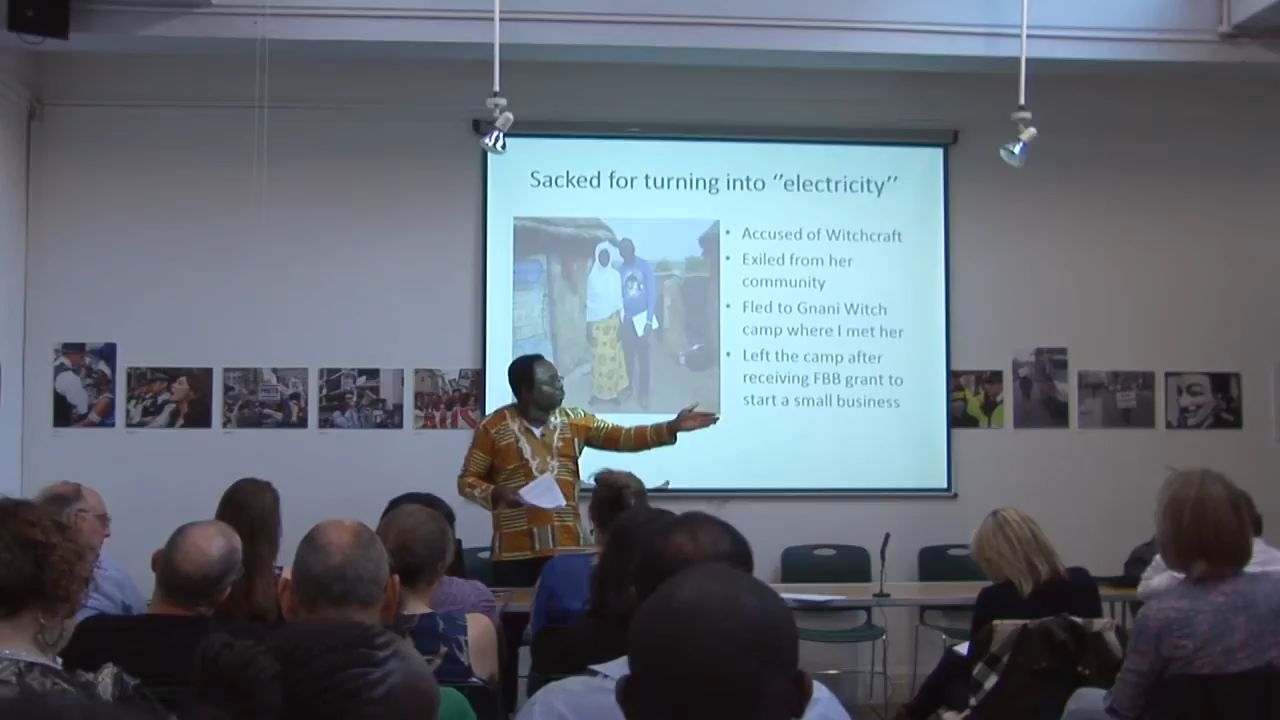 Sacked for turning into ‘’electricity’’
• Accused of Witchcraft
• Exiled from her
community
• Fled to Gnani Witch
camp where I met her
• Left the camp after
receiving FBB grant to
start a small business